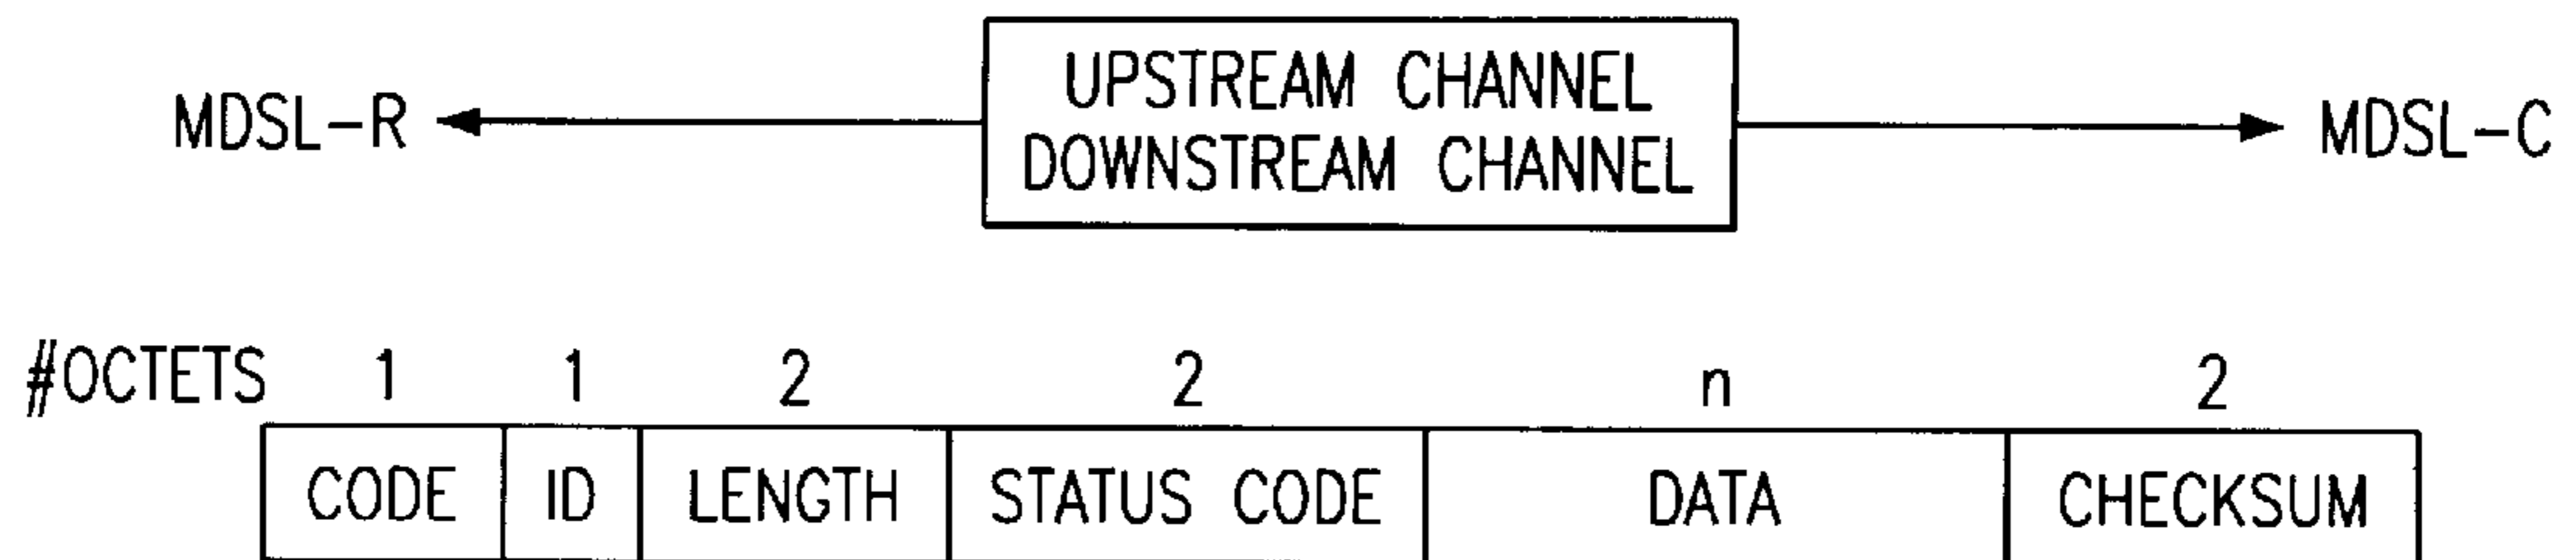 UPSTREAM CHANNEL
MDSL-R DOWNSTREAM CHANNEL MDSL-C
#OCTETS 1 1 2 2 n 2
CODE ID LENGTH STATUS CODE DATA CHECKSUM